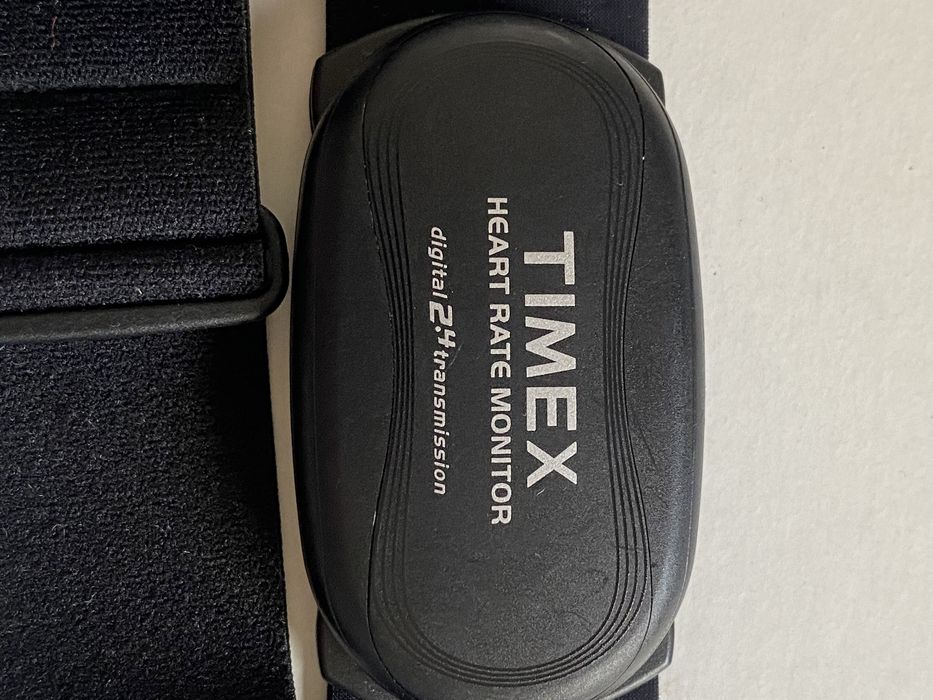 TIMEX
HEART RATE MONITOR
digital 2.4 transmission